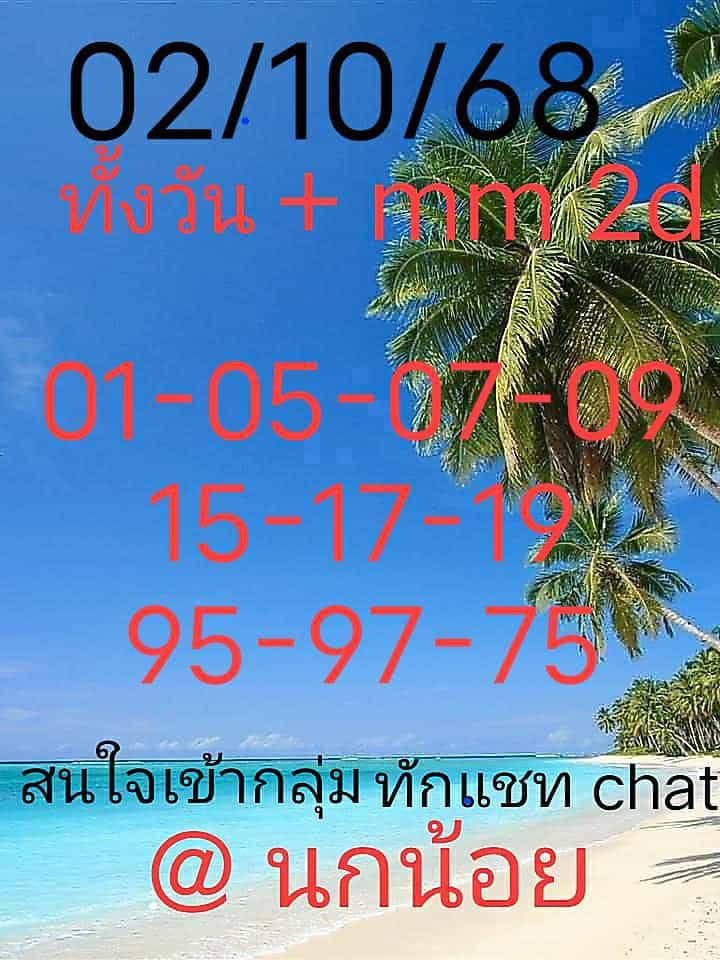 02/10/68
ทั้งวัน + mm 2d
01-05-07-09
15-17-19
95-97-75
สนใจเข้ากลุ่ม ทักแชท chat
@ นกน้อย